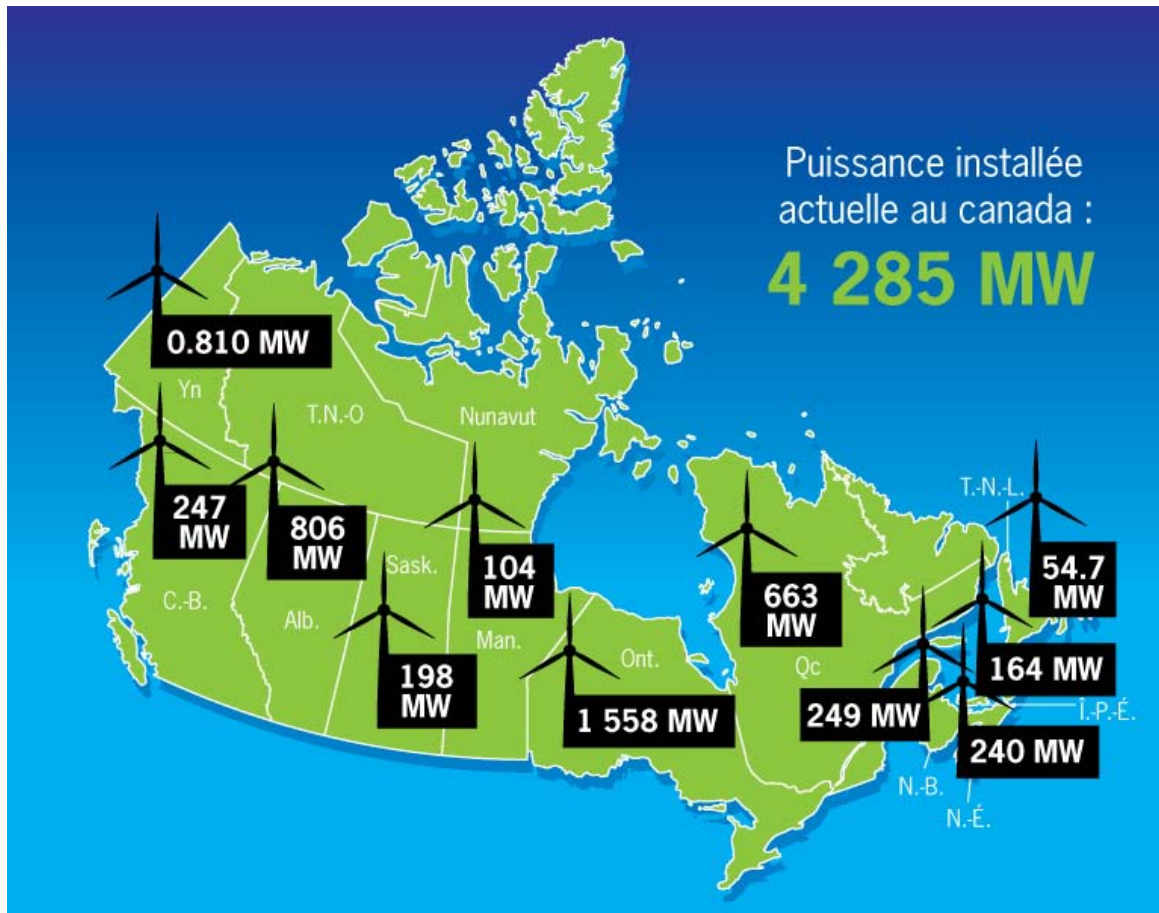 Puissance installée
actuelle au canada :
4 285 MW
0.810 MW
Yn
T.N.-O
Nunavut
247
MW
806
MW
104
MW
663
MW
T.-N.-L.
54.7
MW
C.-B.
Alb.
Sask.
198
MW
Man.
Ont.
1 558 MW
Qc
164 MW
249 MW
Î.-P.-É.
240 MW
N.-B.
N.-É.